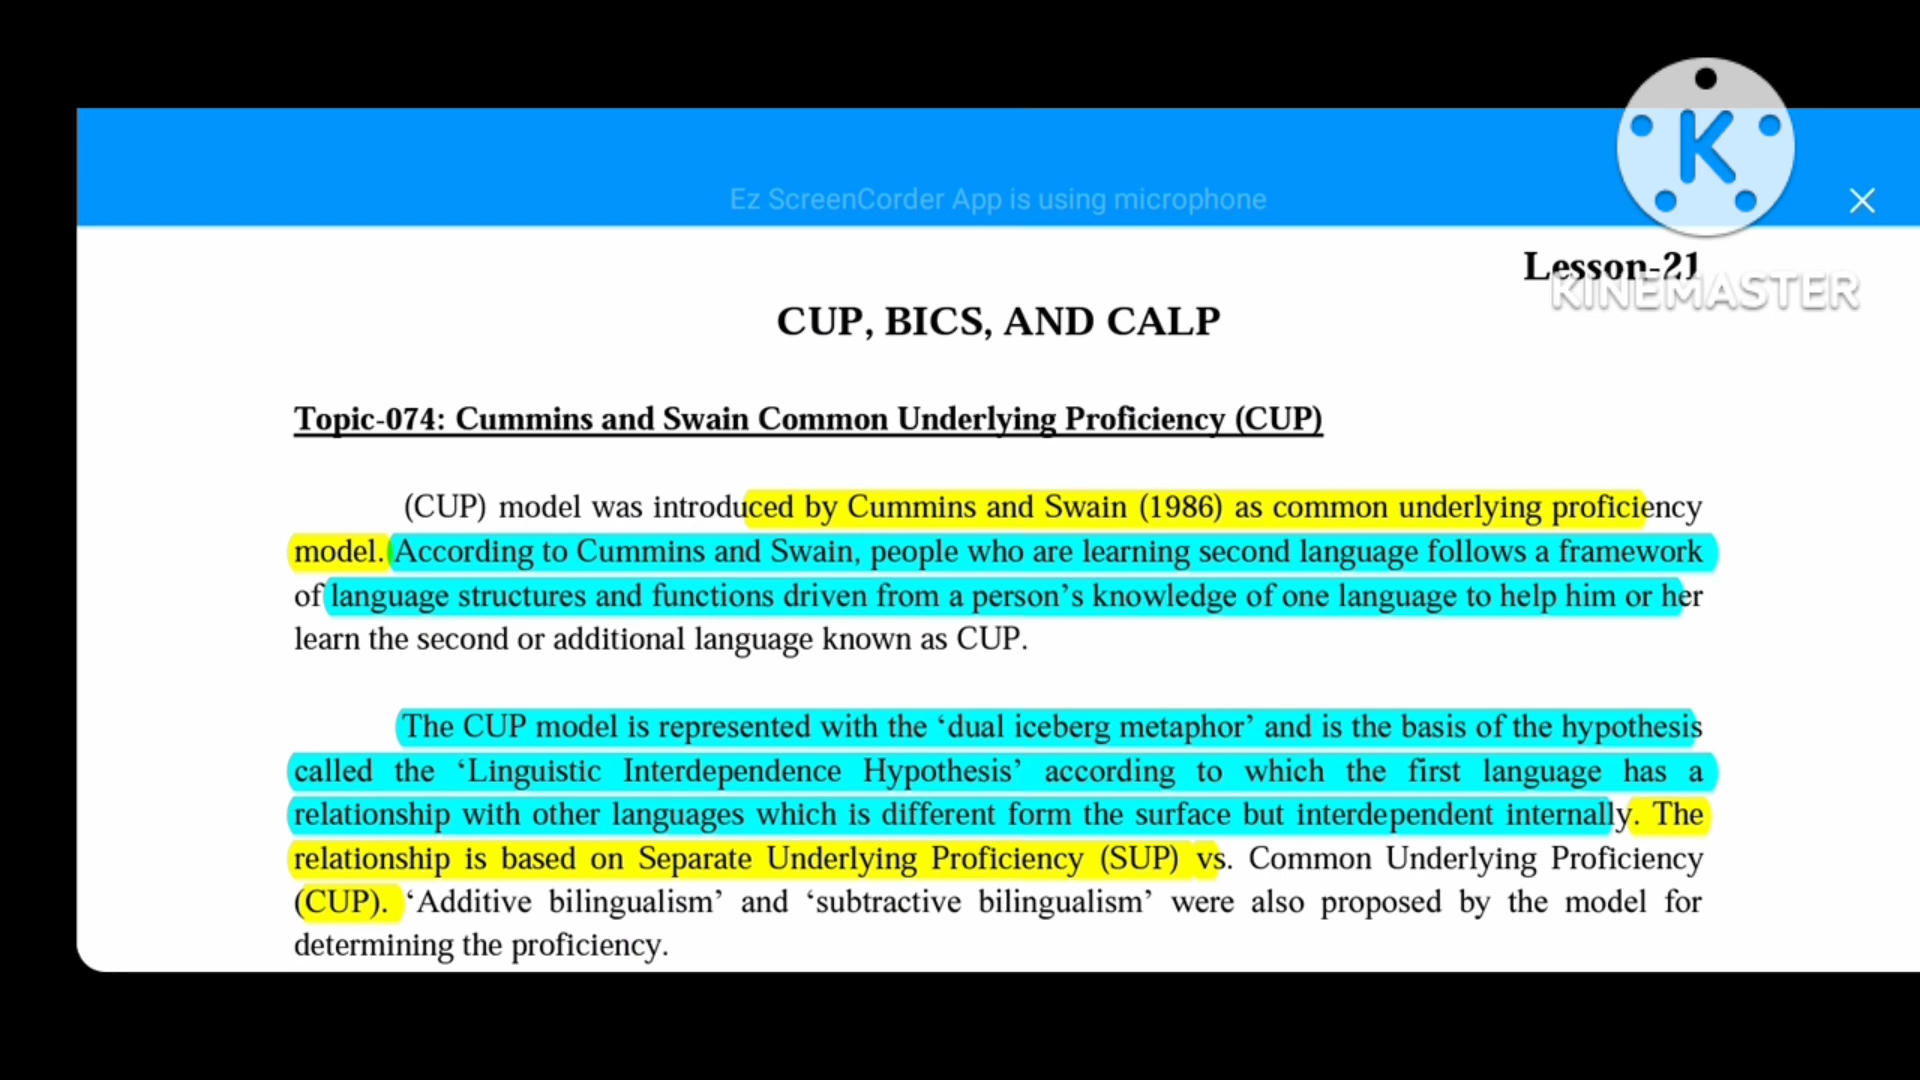 Ez ScreenCorder App is using microphone
K
Lesson-21
KINEMASTER
CUP, BICS, AND CALP
Topic-074: Cummins and Swain Common Underlying Proficiency (CUP)
(CUP) model was introduced by Cummins and Swain (1986) as common underlying proficiency
model. According to Cummins and Swain, people who are learning second language follows a framework
of language structures and functions driven from a person’s knowledge of one language to help him or her
learn the second or additional language known as CUP.
The CUP model is represented with the ‘dual iceberg metaphor’ and is the basis of the hypothesis
called the ‘Linguistic Interdependence Hypothesis’ according to which the first language has a
relationship with other languages which is different form the surface but interdependent internally. The
relationship is based on Separate Underlying Proficiency (SUP) vs. Common Underlying Proficiency
(CUP). ‘Additive bilingualism’ and ‘subtractive bilingualism’ were also proposed by the model for
determining the proficiency.